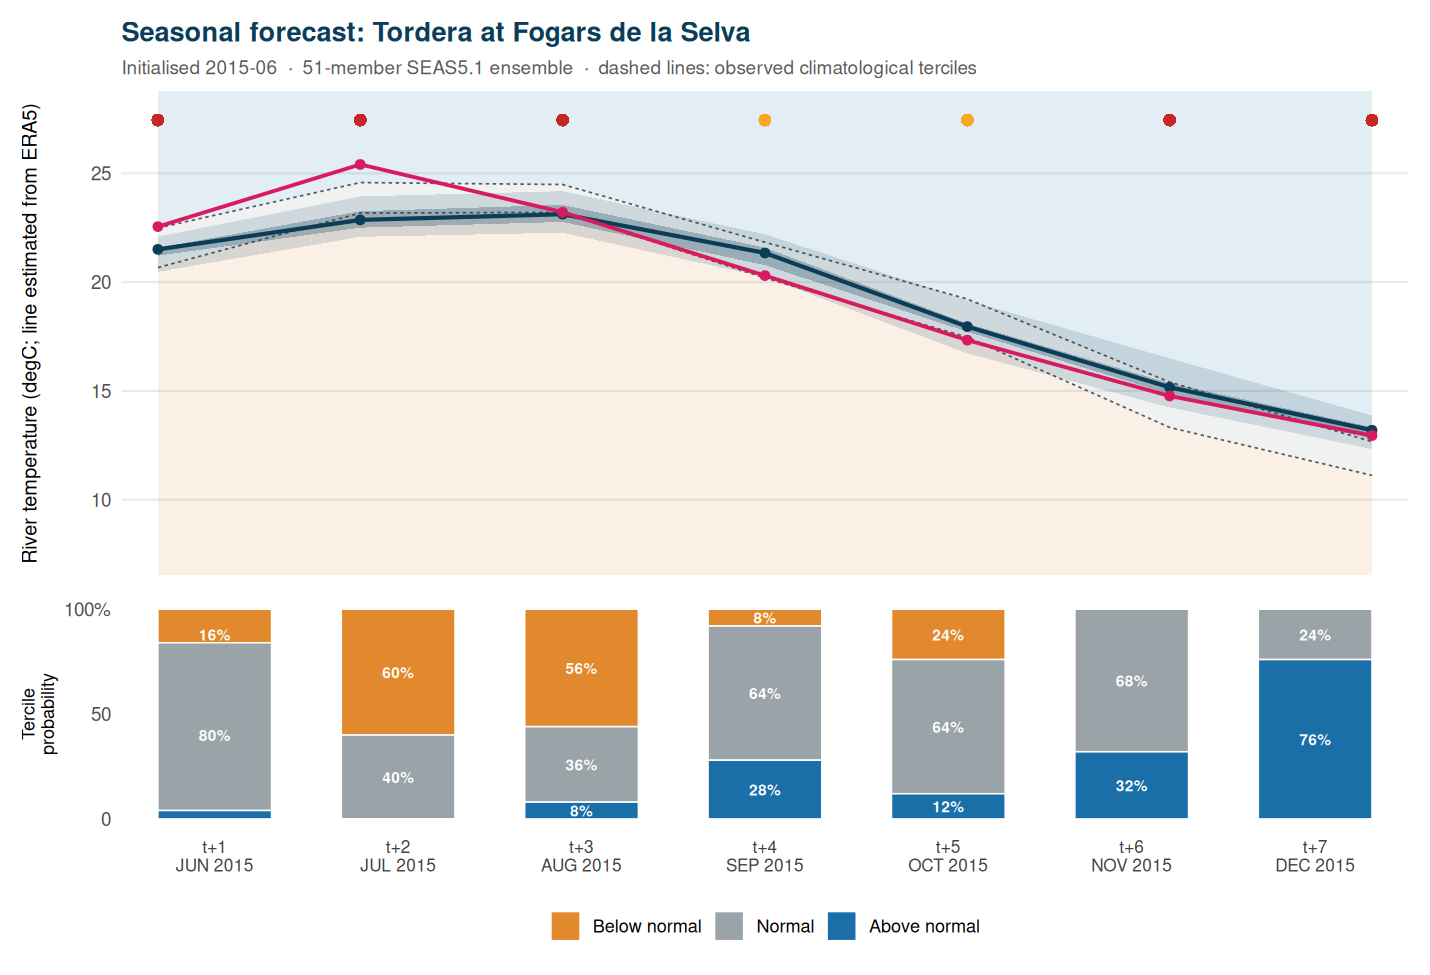 Seasonal forecast: Tordera at Fogars de la Selva
Initialised 2015-06 · 51-member SEAS5.1 ensemble · dashed lines: observed climatological terciles
River temperature (degC; line estimated from ERA5)
25
20
15
10
Tercile
probability
100%
50
0
16%
80%
60%
40%
56%
36%
8%
8%
64%
28%
24%
64%
12%
68%
32%
24%
76%
t+1
JUN 2015
t+2
JUL 2015
t+3
AUG 2015
t+4
SEP 2015
t+5
OCT 2015
t+6
NOV 2015
t+7
DEC 2015
Below normal
Normal
Above normal